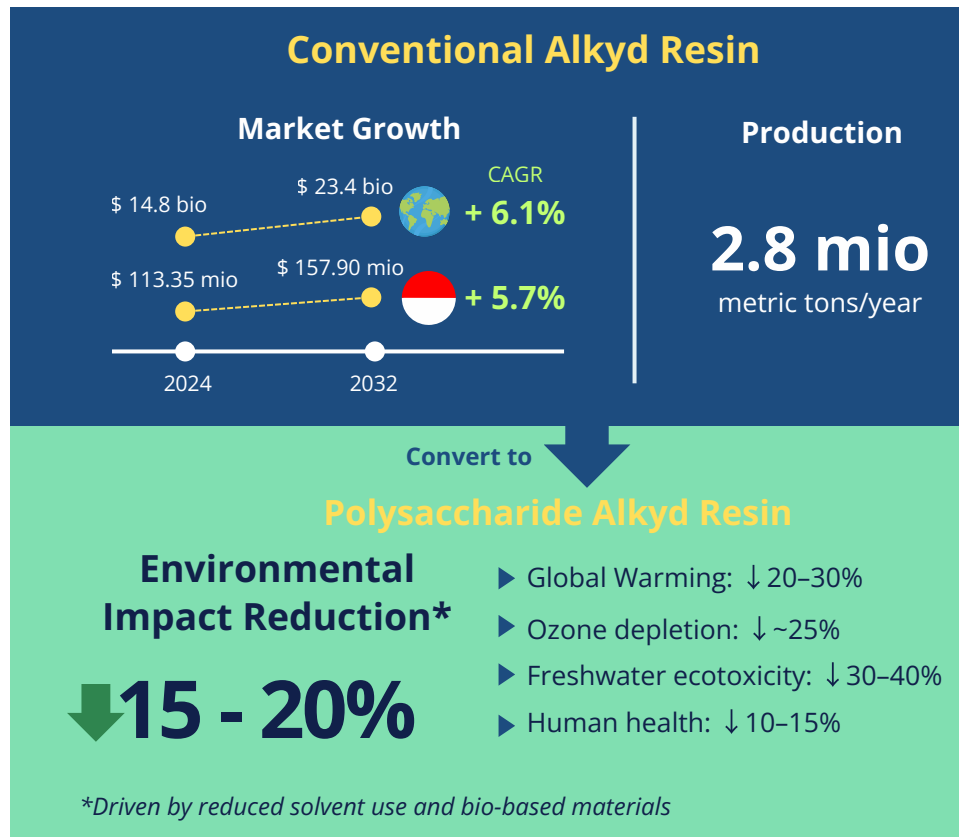 Conventional Alkyd Resin
Market Growth
$ 14.8 bio
$ 23.4 bio
CAGR
+ 6.1%
$ 113.35 mio
$ 157.90 mio
+ 5.7%
2024
2032
Production
2.8 mio
metric tons/year
Convert to
Polysaccharide Alkyd Resin
Environmental
Impact Reduction*
15 - 20%
Global Warming: ↓ 20–30%
Ozone depletion: ↓ ~25%
Freshwater ecotoxicity: ↓ 30–40%
Human health: ↓ 10–15%
*Driven by reduced solvent use and bio-based materials